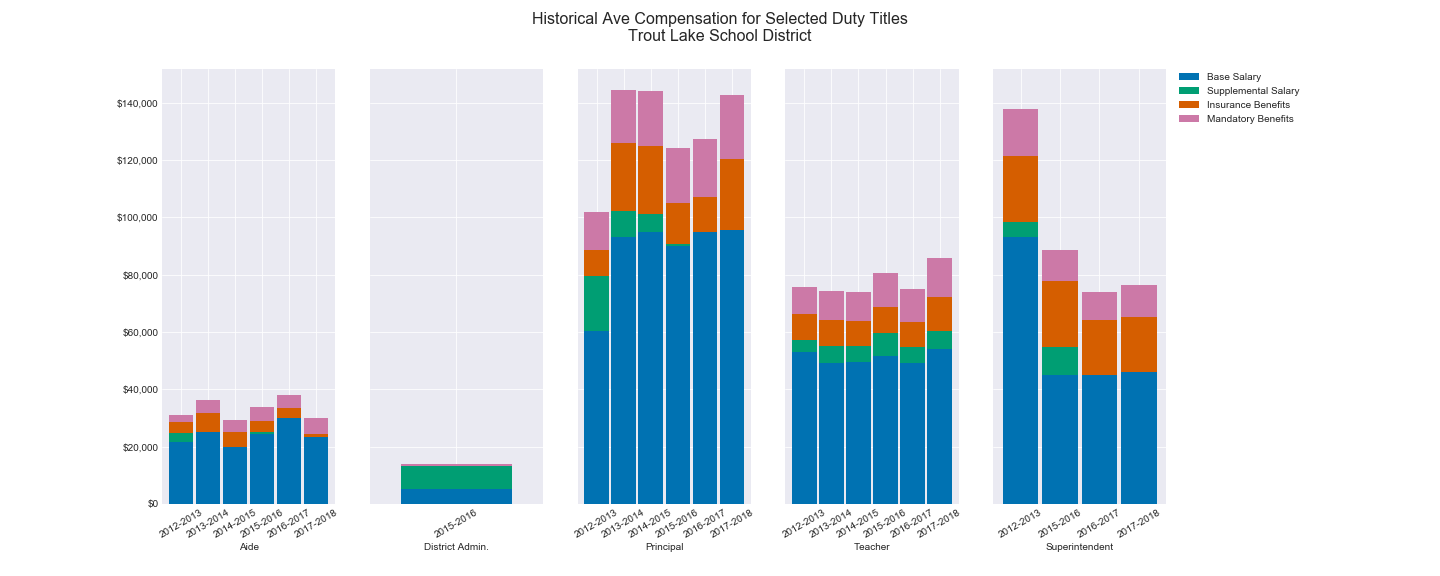 Historical Ave Compensation for Selected Duty Titles
Trout Lake School District
Base Salary
Supplemental Salary
Insurance Benefits
Mandatory Benefits
$140,000
$120,000
$100,000
$80,000
$60,000
$40,000
$20,000
$0
2012-2013
2013-2014
2014-2015
2015-2016
2016-2017
2017-2018
Aide
2015-2016
District Admin.
2012-2013
2013-2014
2014-2015
2015-2016
2016-2017
2017-2018
Principal
2012-2013
2013-2014
2014-2015
2015-2016
2016-2017
2017-2018
Teacher
2012-2013
2015-2016
2016-2017
2017-2018
Superintendent